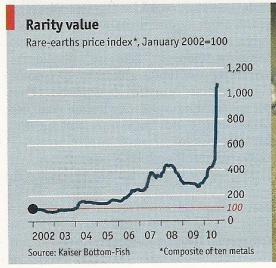 Rarity value
Rare-earths price index*, January 2002=100
1,200
1,000
800
600
400
200
100
0
2002 03 04 05 06 07 08 09 10
Source: Kaiser Bottom-Fish *Composite of ten metals